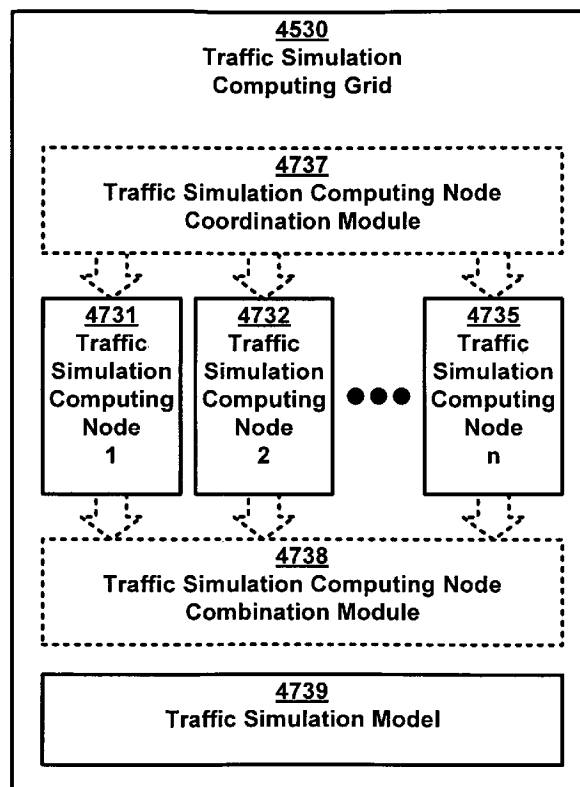 4530
Traffic Simulation
Computing Grid
4737
Traffic Simulation Computing Node
Coordination Module
4731
Traffic
Simulation
Computing
Node
1
4732
Traffic
Simulation
Computing
Node
2
4735
Traffic
Simulation
Computing
Node
n
4738
Traffic Simulation Computing Node
Combination Module
4739
Traffic Simulation Model